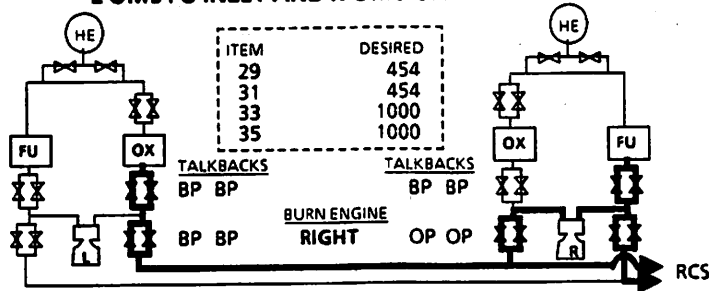 HE
HE
ITEM DESIRED
29 454
31 454
33 1000
35 1000
FU
OX
OX
FU
TALKBACKS
BP BP
TALKBACKS
BP BP
BURN ENGINE
BP BP
RIGHT
OP OP
L
R
RCS